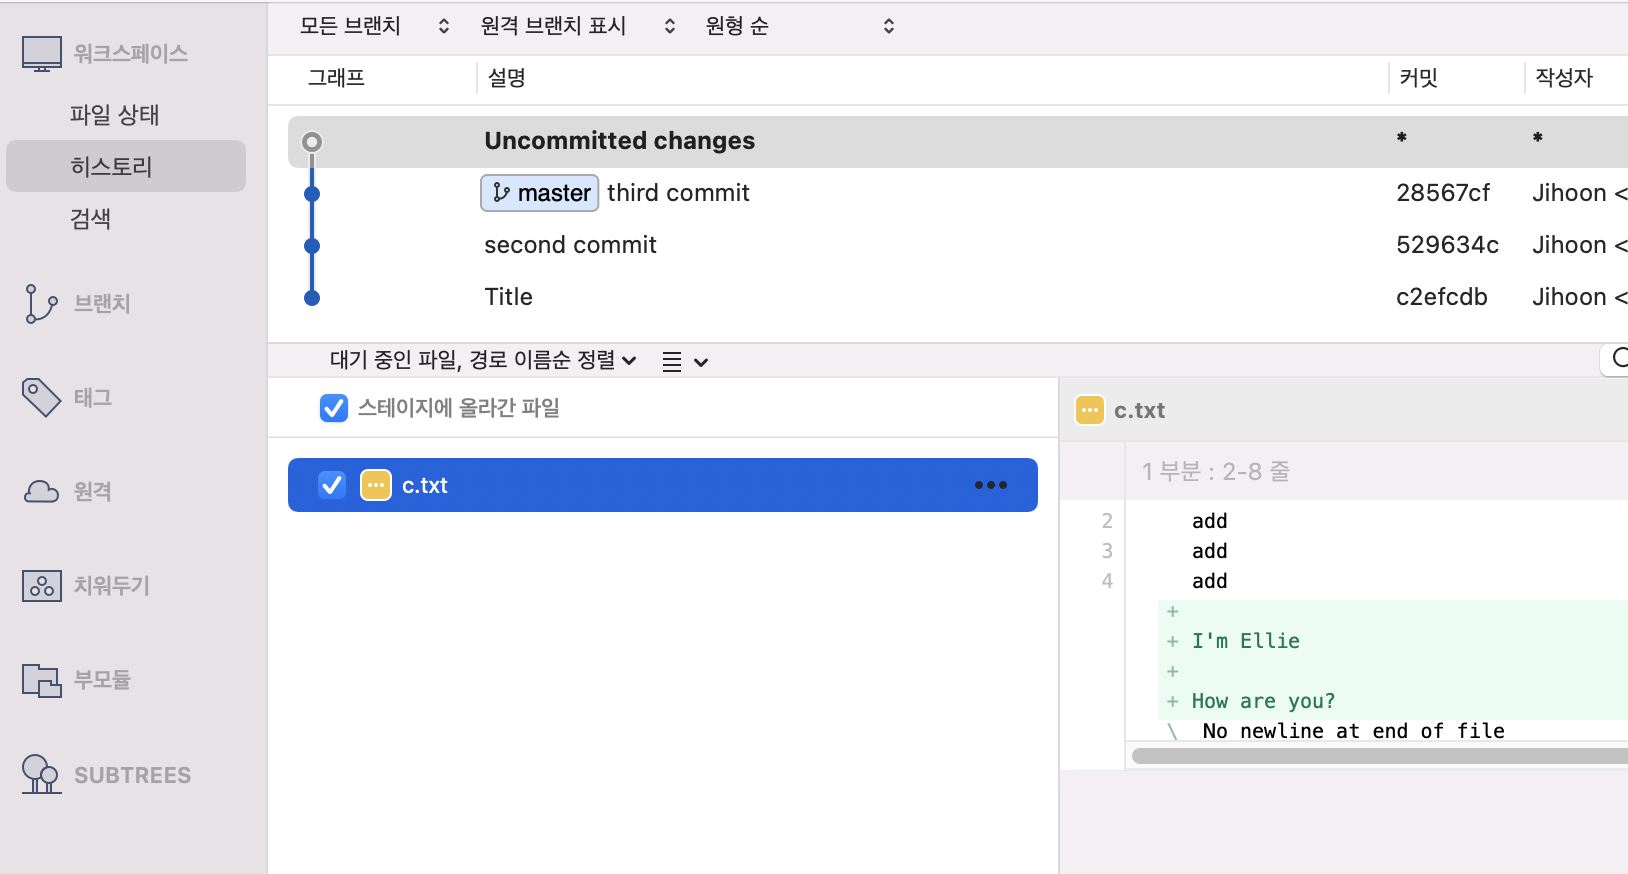 모든 브랜치 원격 브랜치 표시 원형 순
워크스페이스
파일 상태
히스토리
검색
브랜치
태그
원격
치워두기
부모듈
SUBTREES
그래프 설명 커밋 작성자
Uncommitted changes * *
master third commit 28567cf Jihoon <
second commit 529634c Jihoon <
Title c2efcdb Jihoon <
대기 중인 파일, 경로 이름순 정렬
스테이지에 올라간 파일
c.txt
c.txt
1 부분 : 2-8 줄
2 add
3 add
4 add
+
+ I'm Ellie
+
+ How are you?
\ No newline at end of file